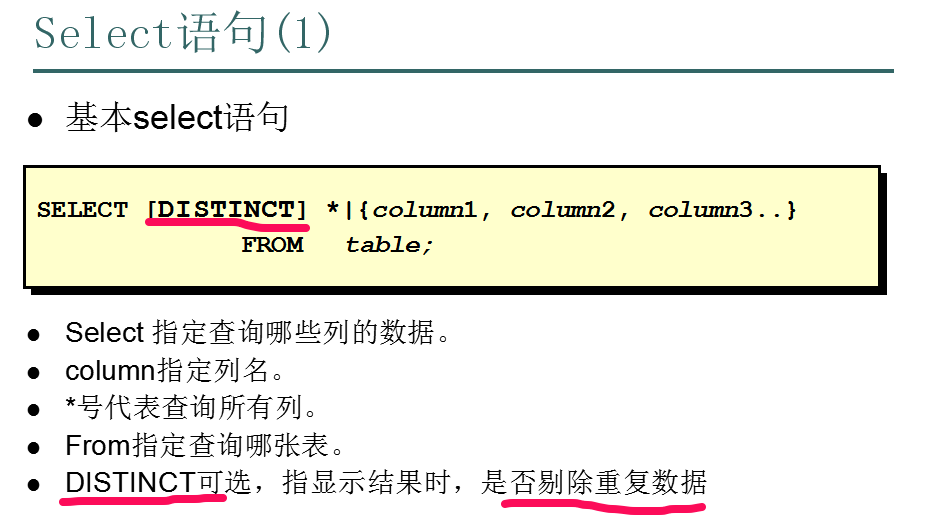 Select语句(1)
● 基本select语句
SELECT [DISTINCT] *|{column1, column2, column3..}
FROM table;
● Select 指定查询哪些列的数据。
● column指定列名。
● *号代表查询所有列。
● From指定查询哪张表。
● DISTINCT可选，指显示结果时，是否剔除重复数据